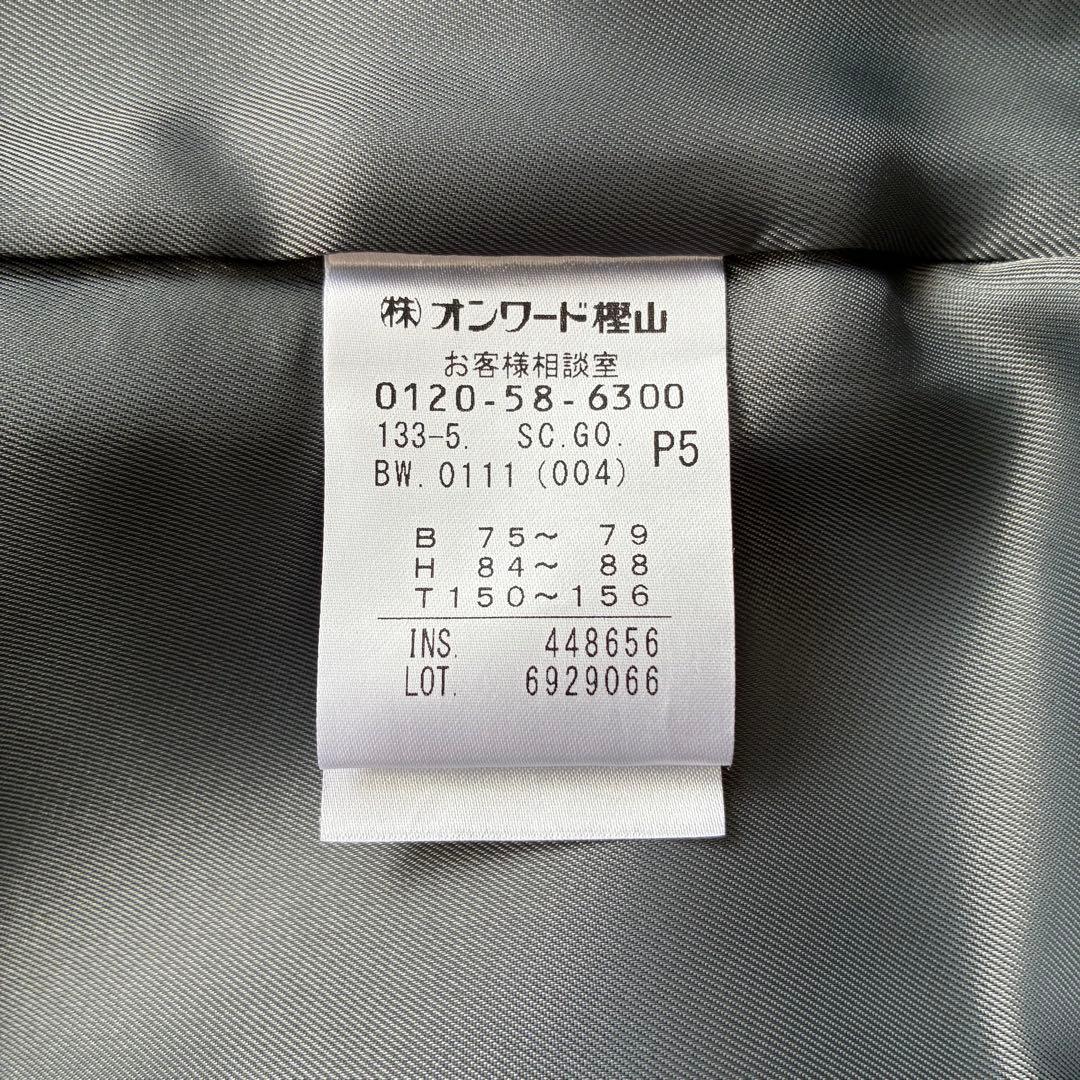 ㈱オンワード樫山
お客様相談室
0120-58-6300
133-5. SC.GO. P5
BW. 0111 (004)
B 75～ 79
H 84～ 88
T150～156
INS. 448656
LOT. 6929066